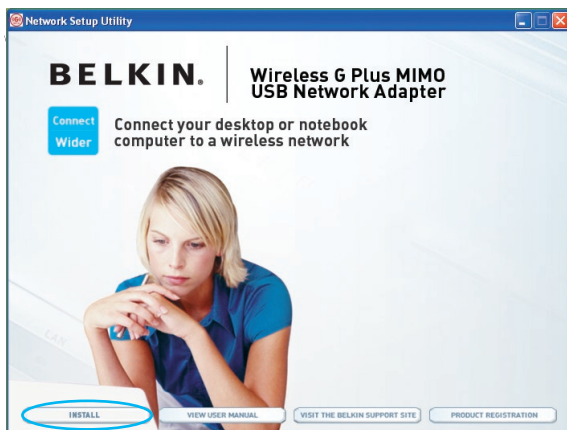 Network Setup Utility
BELKIN®
Wireless G Plus MIMO
USB Network Adapter
Connect
Wider
Connect your desktop or notebook
computer to a wireless network
INSTALL
VIEW USER MANUAL
VISIT THE BELKIN SUPPORT SITE
PRODUCT REGISTRATION